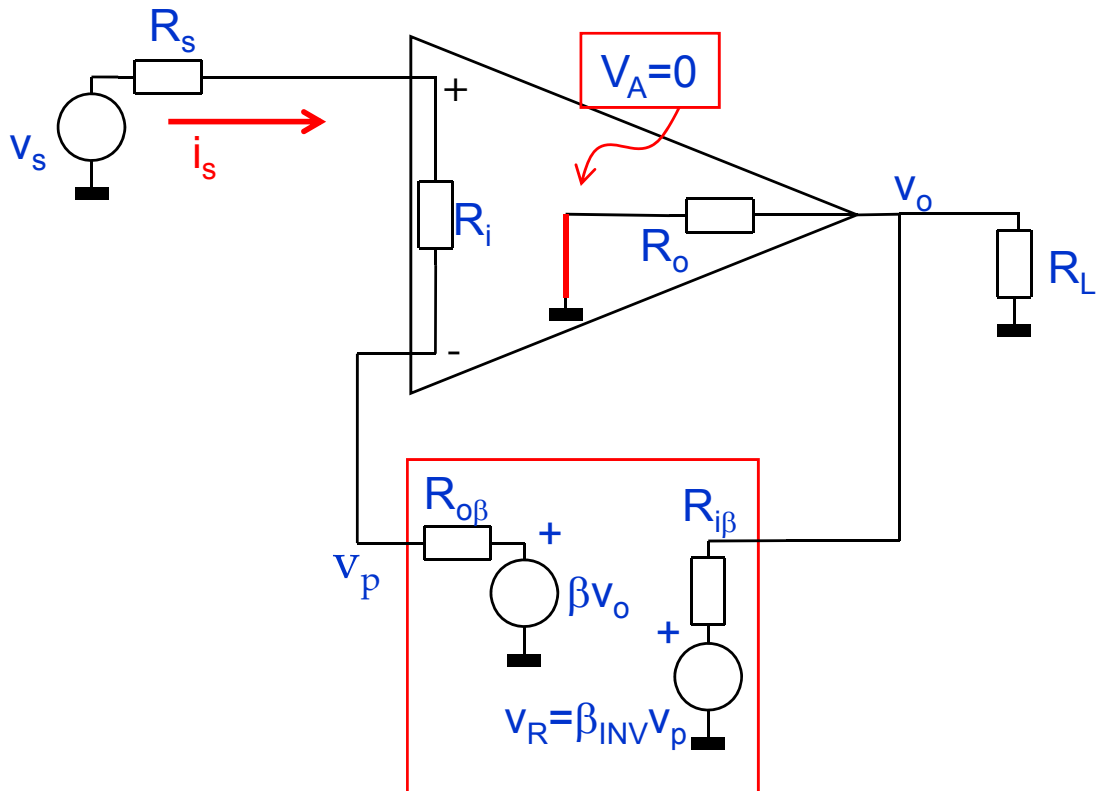 Rs
VA=0
+
vs
is
Ri
Ro
vo
RL
-
Roβ
Riβ
+
vp
βvo
+
vR=βINVvp